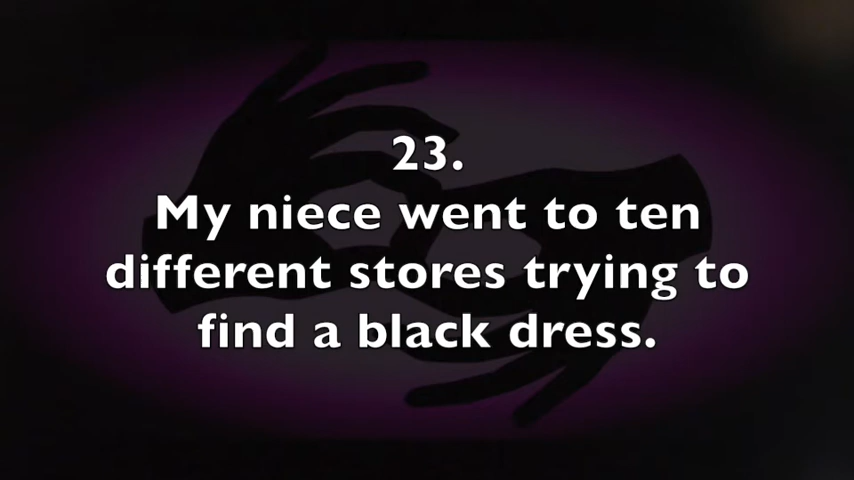 23.
My niece went to ten
different stores trying to
find a black dress.